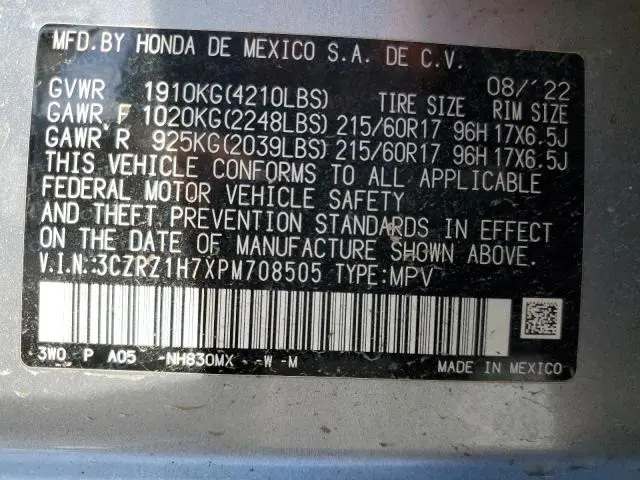 MFD.BY HONDA DE MEXICO S.A. DE C.V.
08/'22
GVWR 1910KG(4210LBS) TIRE SIZE RIM SIZE
GAWR F 1020KG(2248LBS) 215/60R17 96H 17X6.5J
GAWR R 925KG(2039LBS) 215/60R17 96H 17X6.5J
THIS VEHICLE CONFORMS TO ALL APPLICABLE
FEDERAL MOTOR VEHICLE SAFETY
AND THEFT PREVENTION STANDARDS IN EFFECT
ON THE DATE OF MANUFACTURE SHOWN ABOVE.
V.I.N.:3CZRZ1H7XPM708505 TYPE:MPV
3W0 P A05 -NH830MX -W -M
MADE IN MEXICO